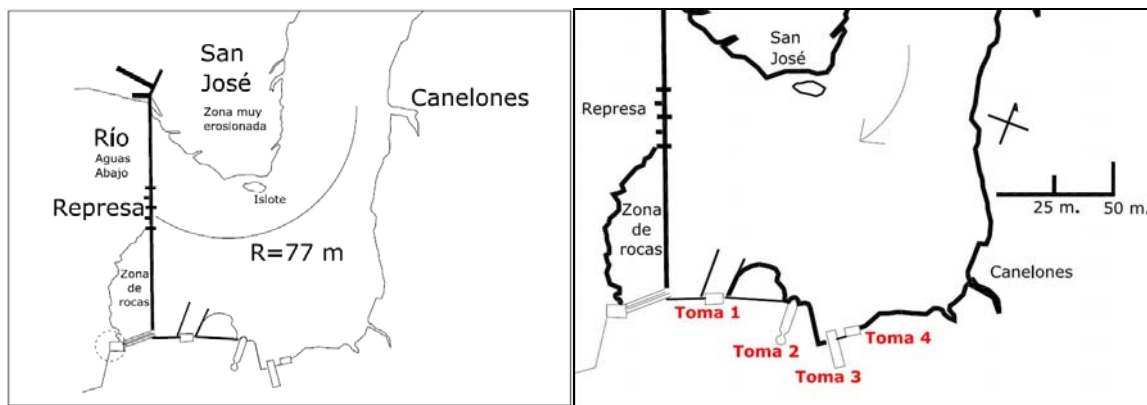 San
José
Zona muy
erosionada
Canelones
Río
Aguas
Abajo
Represa
Islote
R=77 m
Zona
de
rocas
San
José
Represa
Zona
de
rocas
25 m.
50 m.
Canelones
Toma 1
Toma 2
Toma 3
Toma 4